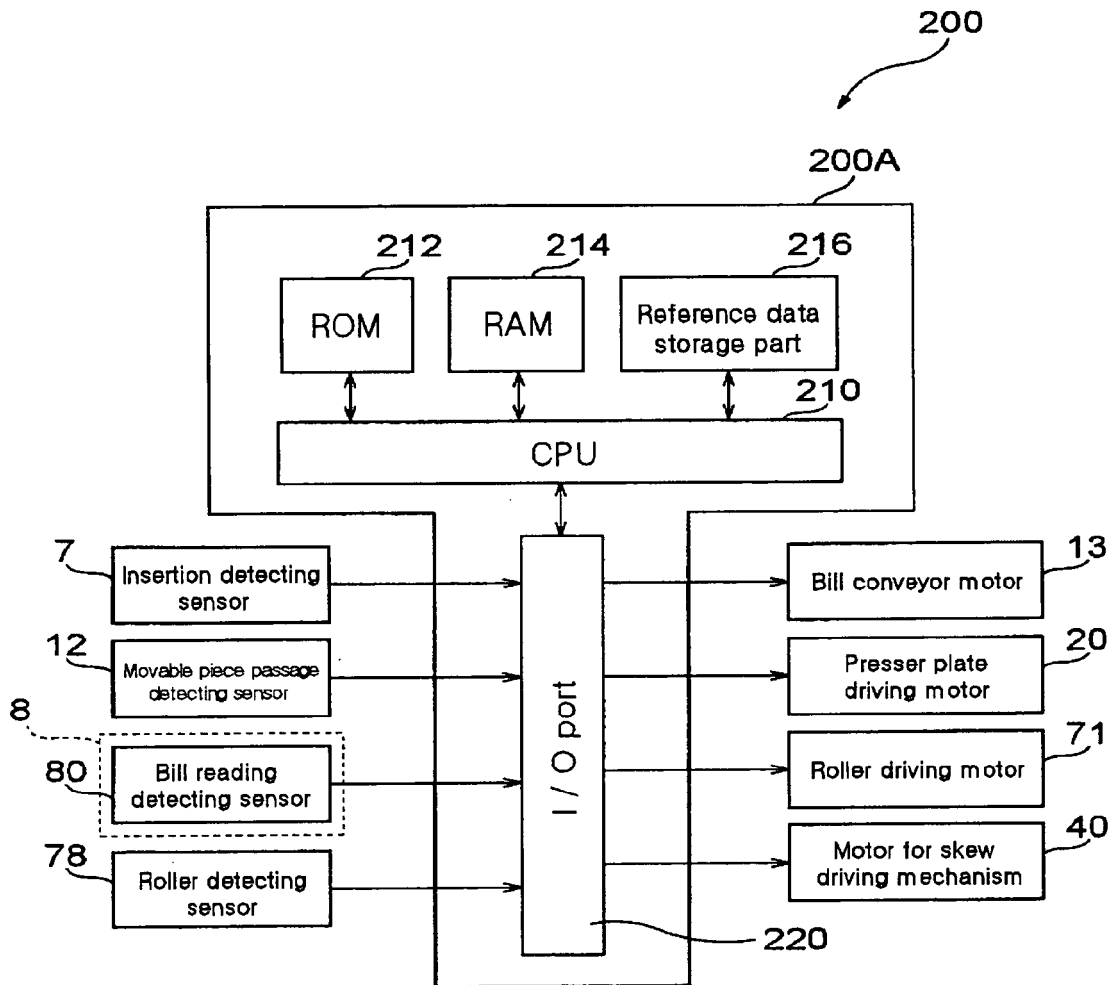 200
200A
212
214
216
ROM
RAM
Reference data
storage part
210
CPU
7
Insertion detecting
sensor
13
Bill conveyor motor
12
Movable piece passage
detecting sensor
20
Presser plate
driving motor
8
80
Bill reading
detecting sensor
I / O port
71
Roller driving motor
78
Roller detecting
sensor
40
Motor for skew
driving mechanism
220